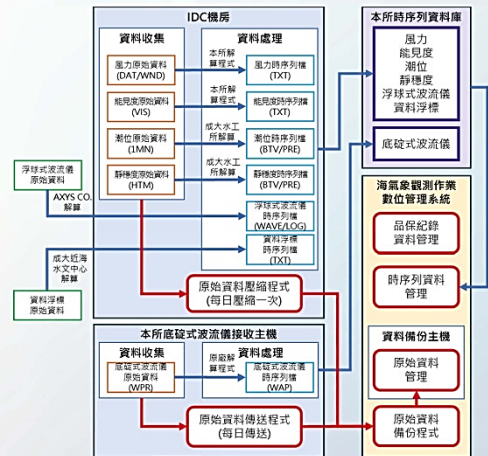 IDC機房
資料收集
資料處理
風力原始資料
(DAT/WND)
本所解
算程式
風力時序列檔
(TXT)
能見度原始資料
(VIS)
本所解
算程式
能見度時序列檔
(TXT)
潮位原始資料
(1MN)
成大水工
所解算
潮位時序列檔
(BTV/PRE)
靜穩度原始資料
(HTM)
成大水工
所解算
靜穩度時序列檔
(BTV/PRE)
浮球式波流儀
原始資料
AXYS CO.
解算
浮球式波流儀
時序列檔
(WAVE/LOG)
成大近海
水文中心
解算
資料浮標
時序列檔
(TXT)
資料浮標
原始資料
原始資料壓縮程式
(每日壓縮一次)
本所底碇式波流儀接收主機
資料收集
資料處理
底碇式波流儀
原始資料
(WPR)
原廠解
算程式
底碇式波流儀
時序列檔
(WAP)
原始資料傳送程式
(每日傳送)
本所時序列資料庫
風力
能見度
潮位
靜穩度
浮球式波流儀
資料浮標
底碇式波流儀
海氣象觀測作業
數位管理系統
品保紀錄
資料管理
時序列資料
管理
資料備份主機
原始資料
管理
原始資料
備份程式